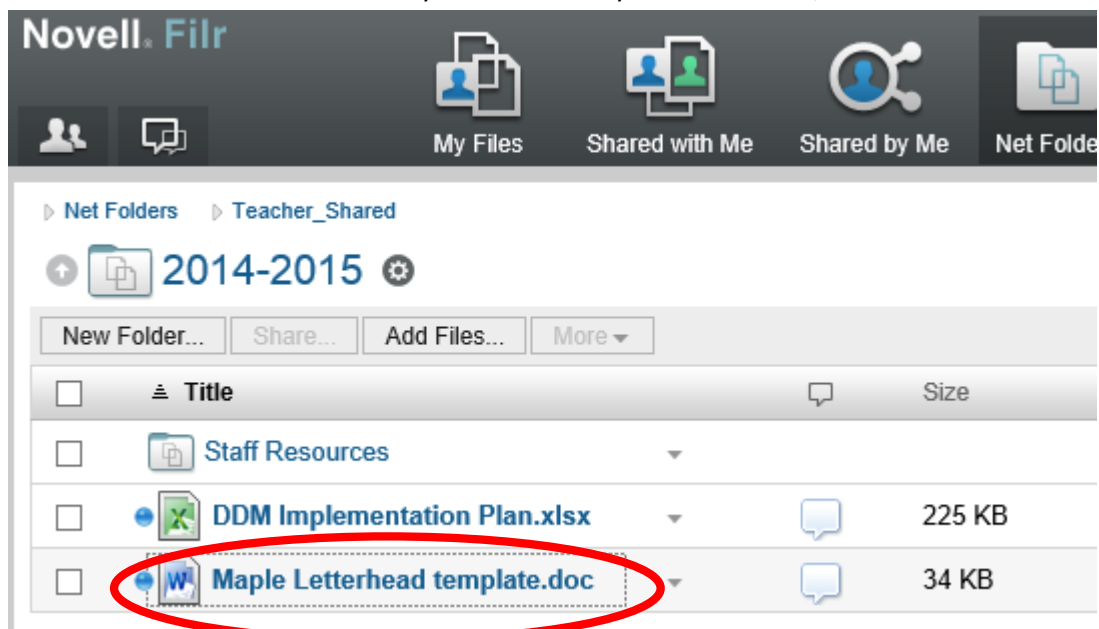 Novell® Filr
My Files Shared with Me Shared by Me Net Folde
Net Folders Teacher_Shared
2014-2015
New Folder... Share... Add Files... More
Title Size
Staff Resources
DDM Implementation Plan.xlsx 225 KB
Maple Letterhead template.doc 34 KB